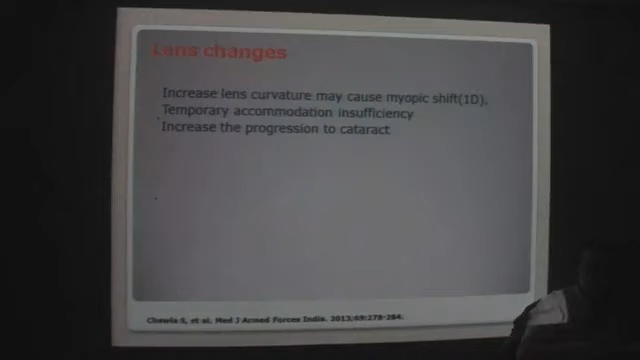 Lens changes
Increase lens curvature may cause myopic shift(1D).
Temporary accommodation insufficiency
Increase the progression to cataract
Chawla S, et al. Med J Armed Forces India. 2013;69:278-284.